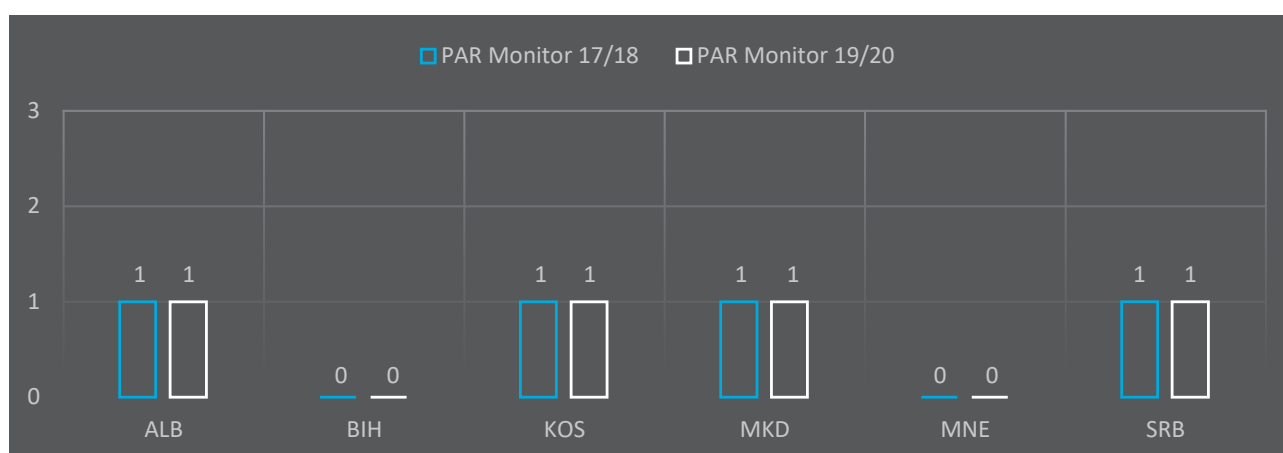 PAR Monitor 17/18 PAR Monitor 19/20
3
2
1 1 1 1 1 1 1 1
1
0 0 0 0
0
ALB BIH KOS MKD MNE SRB